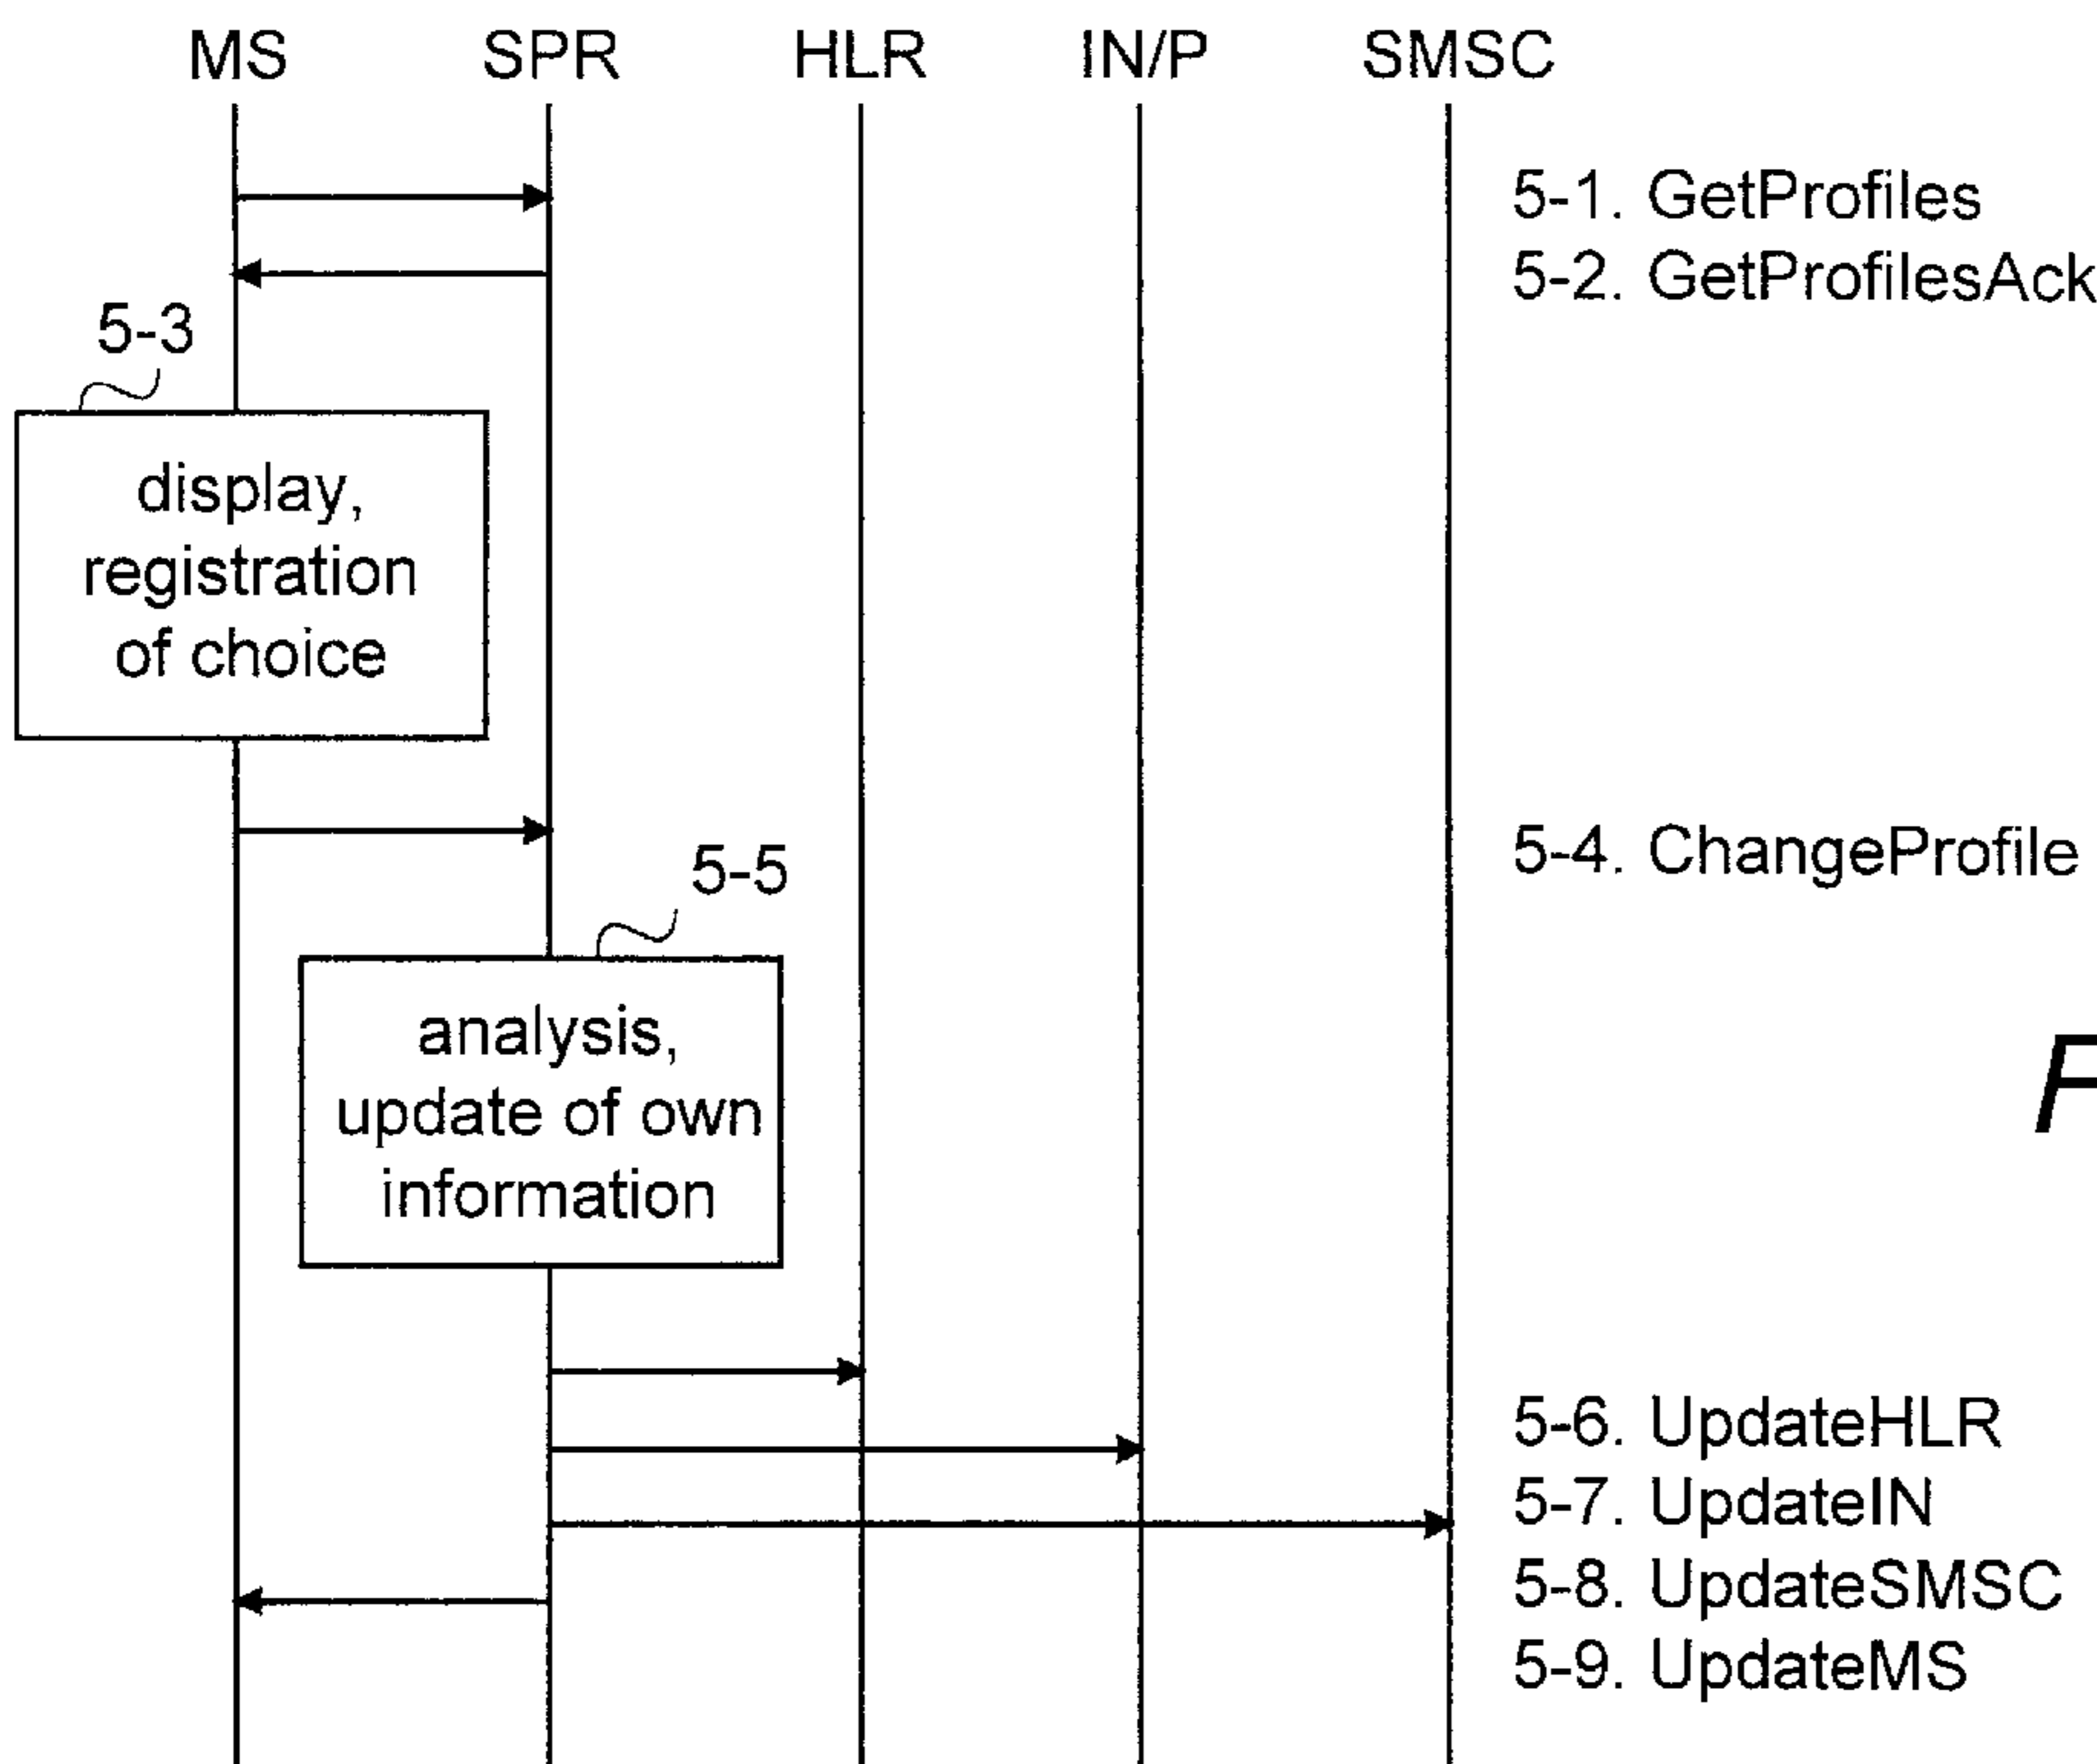 MS SPR HLR IN/P SMSC
5-1. GetProfiles
5-2. GetProfilesAck
5-3
display,
registration
of choice
5-4. ChangeProfile
5-5
analysis,
update of own
information
F
5-6. UpdateHLR
5-7. UpdateIN
5-8. UpdateSMSC
5-9. UpdateMS